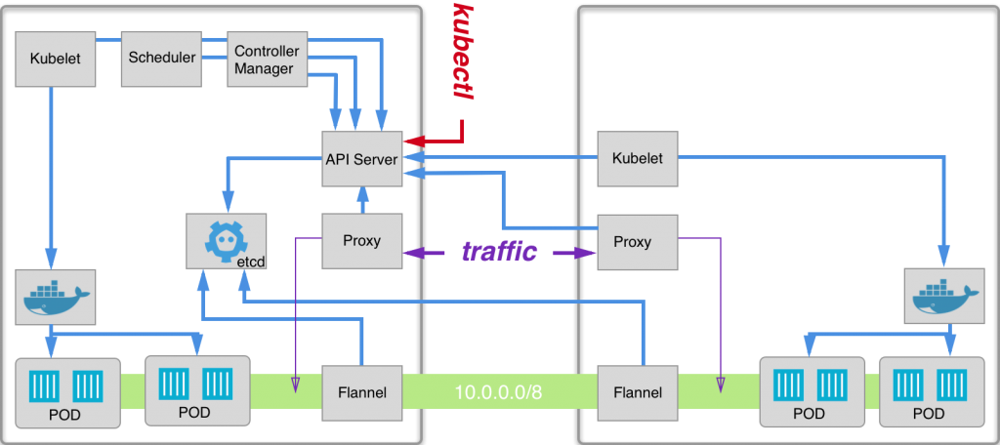 kubectl
Kubelet
Scheduler
Controller
Manager
API Server
Kubelet
etcd
Proxy
traffic
Proxy
POD
POD
Flannel
10.0.0.0/8
Flannel
POD
POD